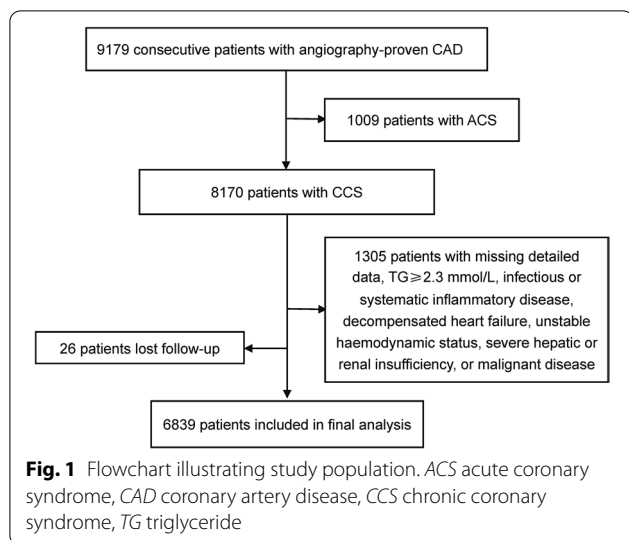 9179 consecutive patients with angiography-proven CAD
1009 patients with ACS
8170 patients with CCS
1305 patients with missing detailed
data, TG⩾2.3 mmol/L, infectious or
systematic inflammatory disease,
decompensated heart failure, unstable
haemodynamic status, severe hepatic or
renal insufficiency, or malignant disease
26 patients lost follow-up
6839 patients included in final analysis
Fig. 1 Flowchart illustrating study population. ACS acute coronary
syndrome, CAD coronary artery disease, CCS chronic coronary
syndrome, TG triglyceride